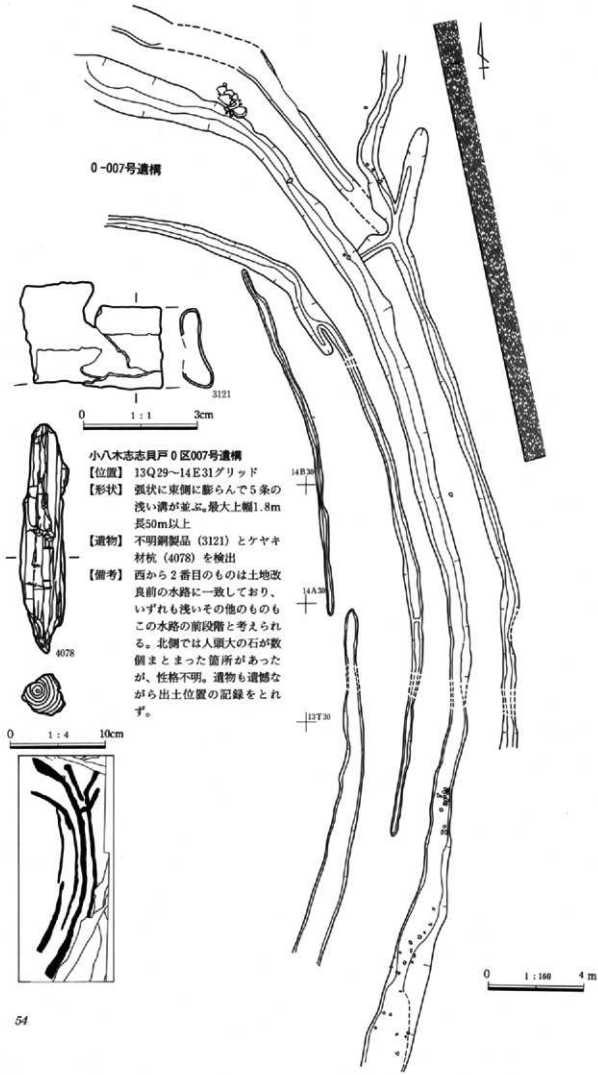 0-007号遺構
3121
0 1:1 3cm
小八木志志貝戸0区007号遺構
【位置】 13Q29〜14E31グリッド
【形状】 弧状に東側に膨らんで5条の
浅い溝が並ぶ。最大上幅1.8m
長50m以上
【遺物】 不明銅製品（3121）とケヤキ
材杭（4078）を検出
【備考】 西から2番目のものは土地改
良前の水路に一致しており、
いずれも浅いその他のものも
この水路の前段階と考えられ
る。北側では人頭大の石が数
個まとまった箇所があった
が、性格不明。遺物も遺憾な
がら出土位置の記録をとれ
ず。
4078
0 1:4 10cm
14B30
14A30
13T30
0 1:160 4m
54